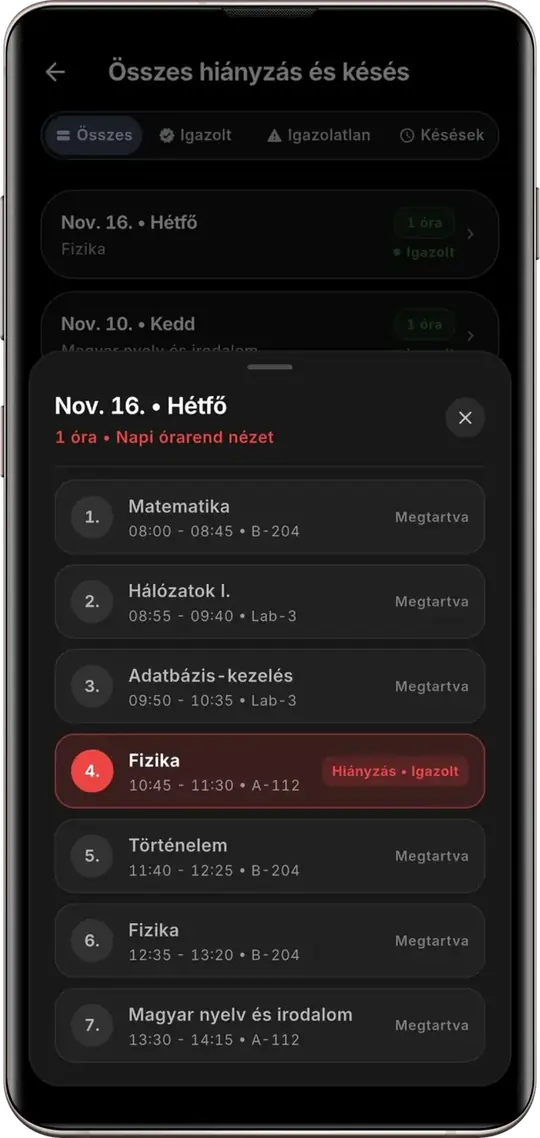 Összes hiányzás és késés
Összes
Igazolt
Igazolatlan
Késések
Nov. 16. • Hétfő
1 óra
Fizika
Igazolt
Nov. 10. • Kedd
1 óra
Magyar nyelv és irodalom
Nov. 16. • Hétfő
1 óra • Napi órarend nézet
1.
Matematika
08:00 - 08:45 • B-204
Megtartva
2.
Hálózatok I.
08:55 - 09:40 • Lab-3
Megtartva
3.
Adatbázis-kezelés
09:50 - 10:35 • Lab-3
Megtartva
4.
Fizika
10:45 - 11:30 • A-112
Hiányzás • Igazolt
5.
Történelem
11:40 - 12:25 • B-204
Megtartva
6.
Fizika
12:35 - 13:20 • B-204
Megtartva
7.
Magyar nyelv és irodalom
13:30 - 14:15 • A-112
Megtartva